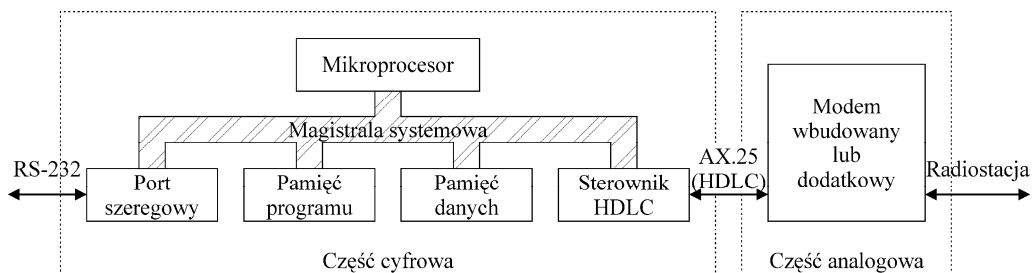 Mikroprocesor
Magistrala systemowa
RS-232
Port
szeregowy
Pamięć
programu
Pamięć
danych
Sterownik
HDLC
AX.25
(HDLC)
Modem
wbudowany
lub
dodatkowy
Radiostacja
Część cyfrowa
Część analogowa